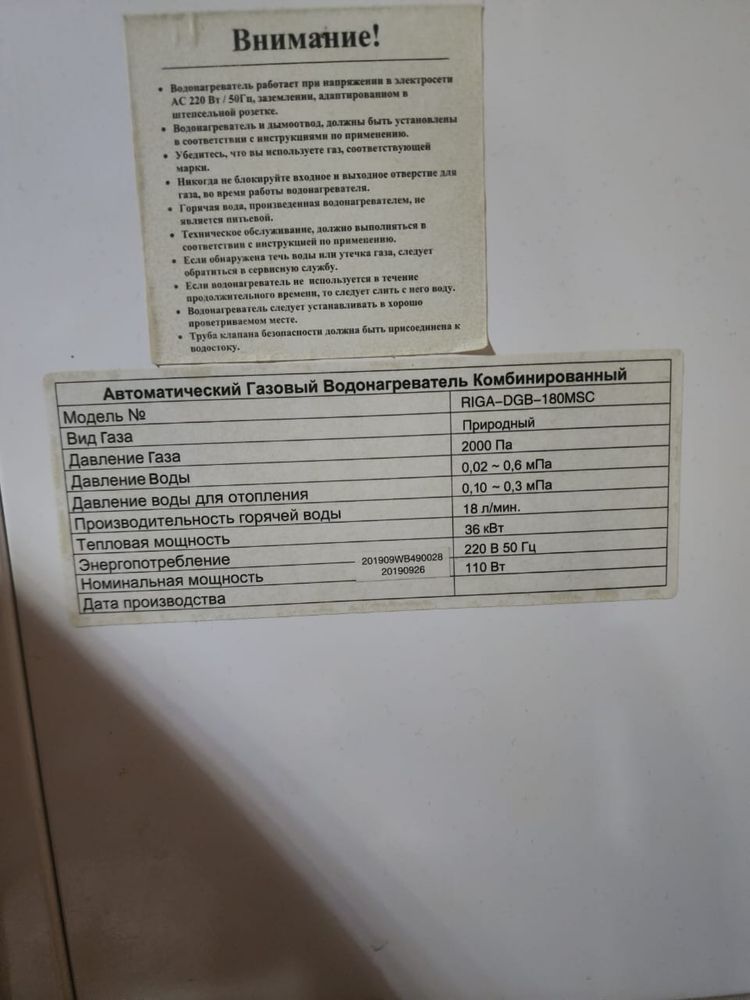 Внимание!
• Водонагреватель работает при напряжении в электросети
АС 220 Вт / 50Гц, заземлении, адаптированном в
штепсельной розетке.
• Водонагреватель и дымоотвод, должны быть установлены
в соответствии с инструкциями по применению.
• Убедитесь, что вы используете газ, соответствующей
марки.
• Никогда не блокируйте входное и выходное отверстие для
газа, во время работы водонагревателя.
• Горячая вода, произведенная водонагревателем, не
является питьевой.
• Техническое обслуживание, должно выполняться в
соответствии с инструкцией по применению.
• Если обнаружена течь воды или утечка газа, следует
обратиться в сервисную службу.
• Если водонагреватель не используется в течение
продолжительного времени, то следует слить с него воду.
• Водонагреватель следует устанавливать в хорошо
проветриваемом месте.
• Труба клапана безопасности должна быть присоединена к
водостоку.
Автоматический Газовый Водонагреватель Комбинированный
Модель № RIGA-DGB-180MSC
Вид Газа Природный
Давление Газа 2000 Па
Давление Воды 0,02 ~ 0,6 мПа
Давление воды для отопления 0,10 ~ 0,3 мПа
Производительность горячей воды 18 л/мин.
Тепловая мощность 36 кВт
Энергопотребление 220 В 50 Гц
Номинальная мощность 110 Вт
Дата производства
201909WB490028
20190926